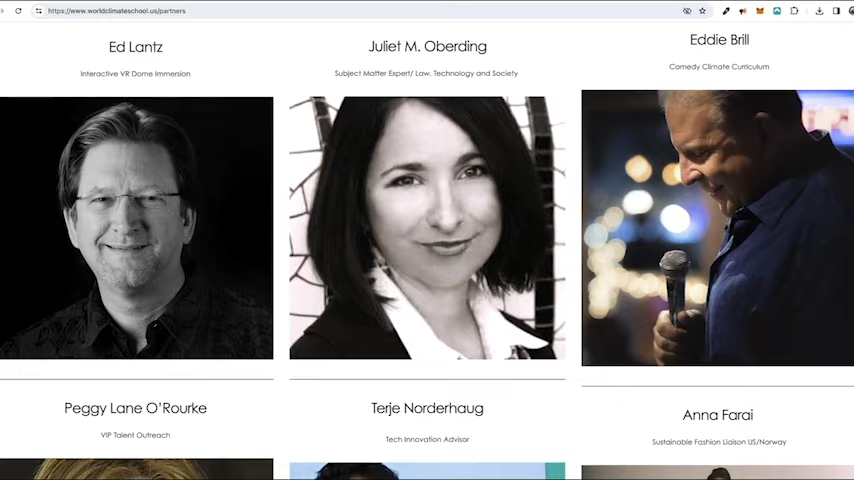 https://www.worldclimateschool.us/partners
Ed Lantz
Interactive VR Dome Immersion
Juliet M. Oberding
Subject Matter Expert/ Law, Technology and Society
Eddie Brill
Comedy Climate Curriculum
Peggy Lane O'Rourke
VIP Talent Outreach
Terje Norderhaug
Tech Innovation Advisor
Anna Farai
Sustainable Fashion Liaison US/Norway